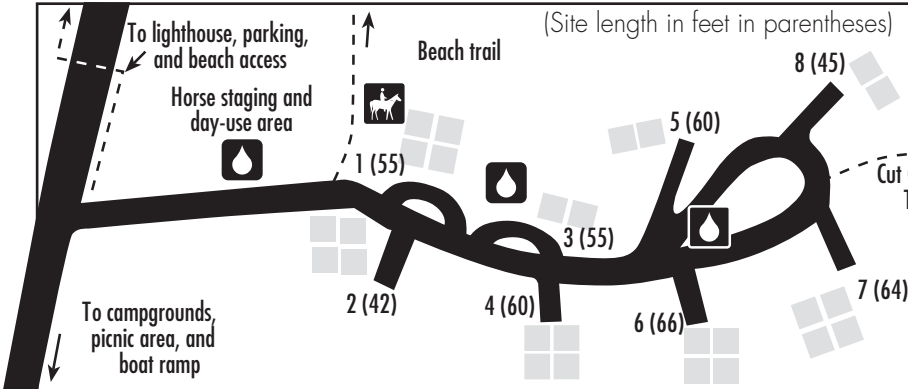 (Site length in feet in parentheses)
To lighthouse, parking,
and beach access
Beach trail
8 (45)
Horse staging and
day-use area
5 (60)
1 (55)
Cut
3 (55)
2 (42)
4 (60)
6 (66)
7 (64)
To campgrounds,
picnic area, and
boat ramp